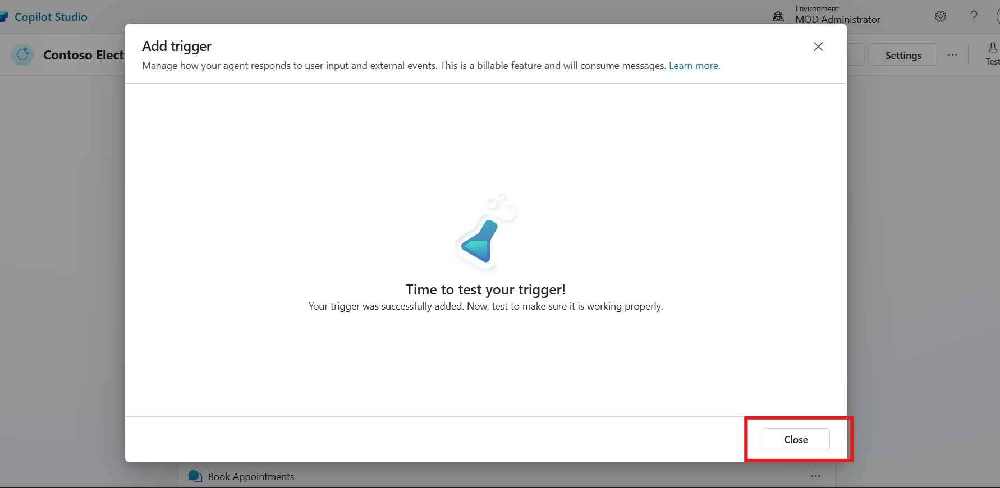 Copilot Studio
Environment
MOD Administrator
?
Contoso Elect
Settings
...
Test
Add trigger
Manage how your agent responds to user input and external events. This is a billable feature and will consume messages. Learn more.
Time to test your trigger!
Your trigger was successfully added. Now, test to make sure it is working properly.
Close
Book Appointments
...